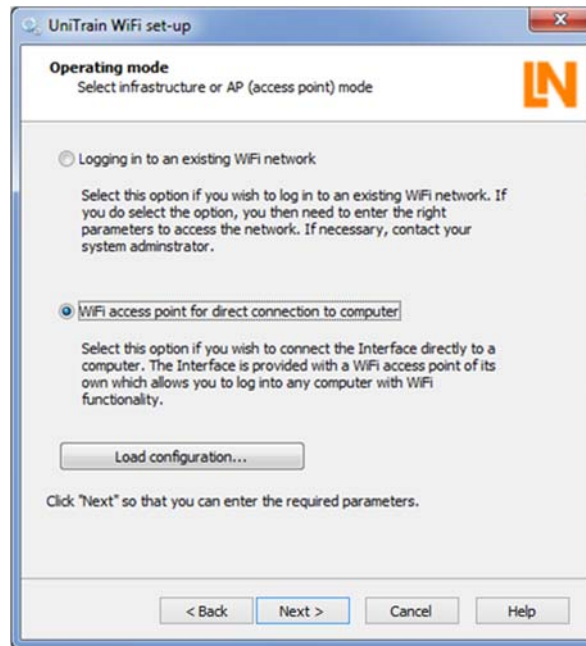 UniTrain WiFi set-up
Operating mode
Select infrastructure or AP (access point) mode
LN
Logging in to an existing WiFi network
Select this option if you wish to log in to an existing WiFi network. If
you do select the option, you then need to enter the right
parameters to access the network. If necessary, contact your
system adminstrator.
WiFi access point for direct connection to computer
Select this option if you wish to connect the Interface directly to a
computer. The Interface is provided with a WiFi access point of its
own which allows you to log into any computer with WiFi
functionality.
Load configuration...
Click "Next" so that you can enter the required parameters.
< Back Next > Cancel Help